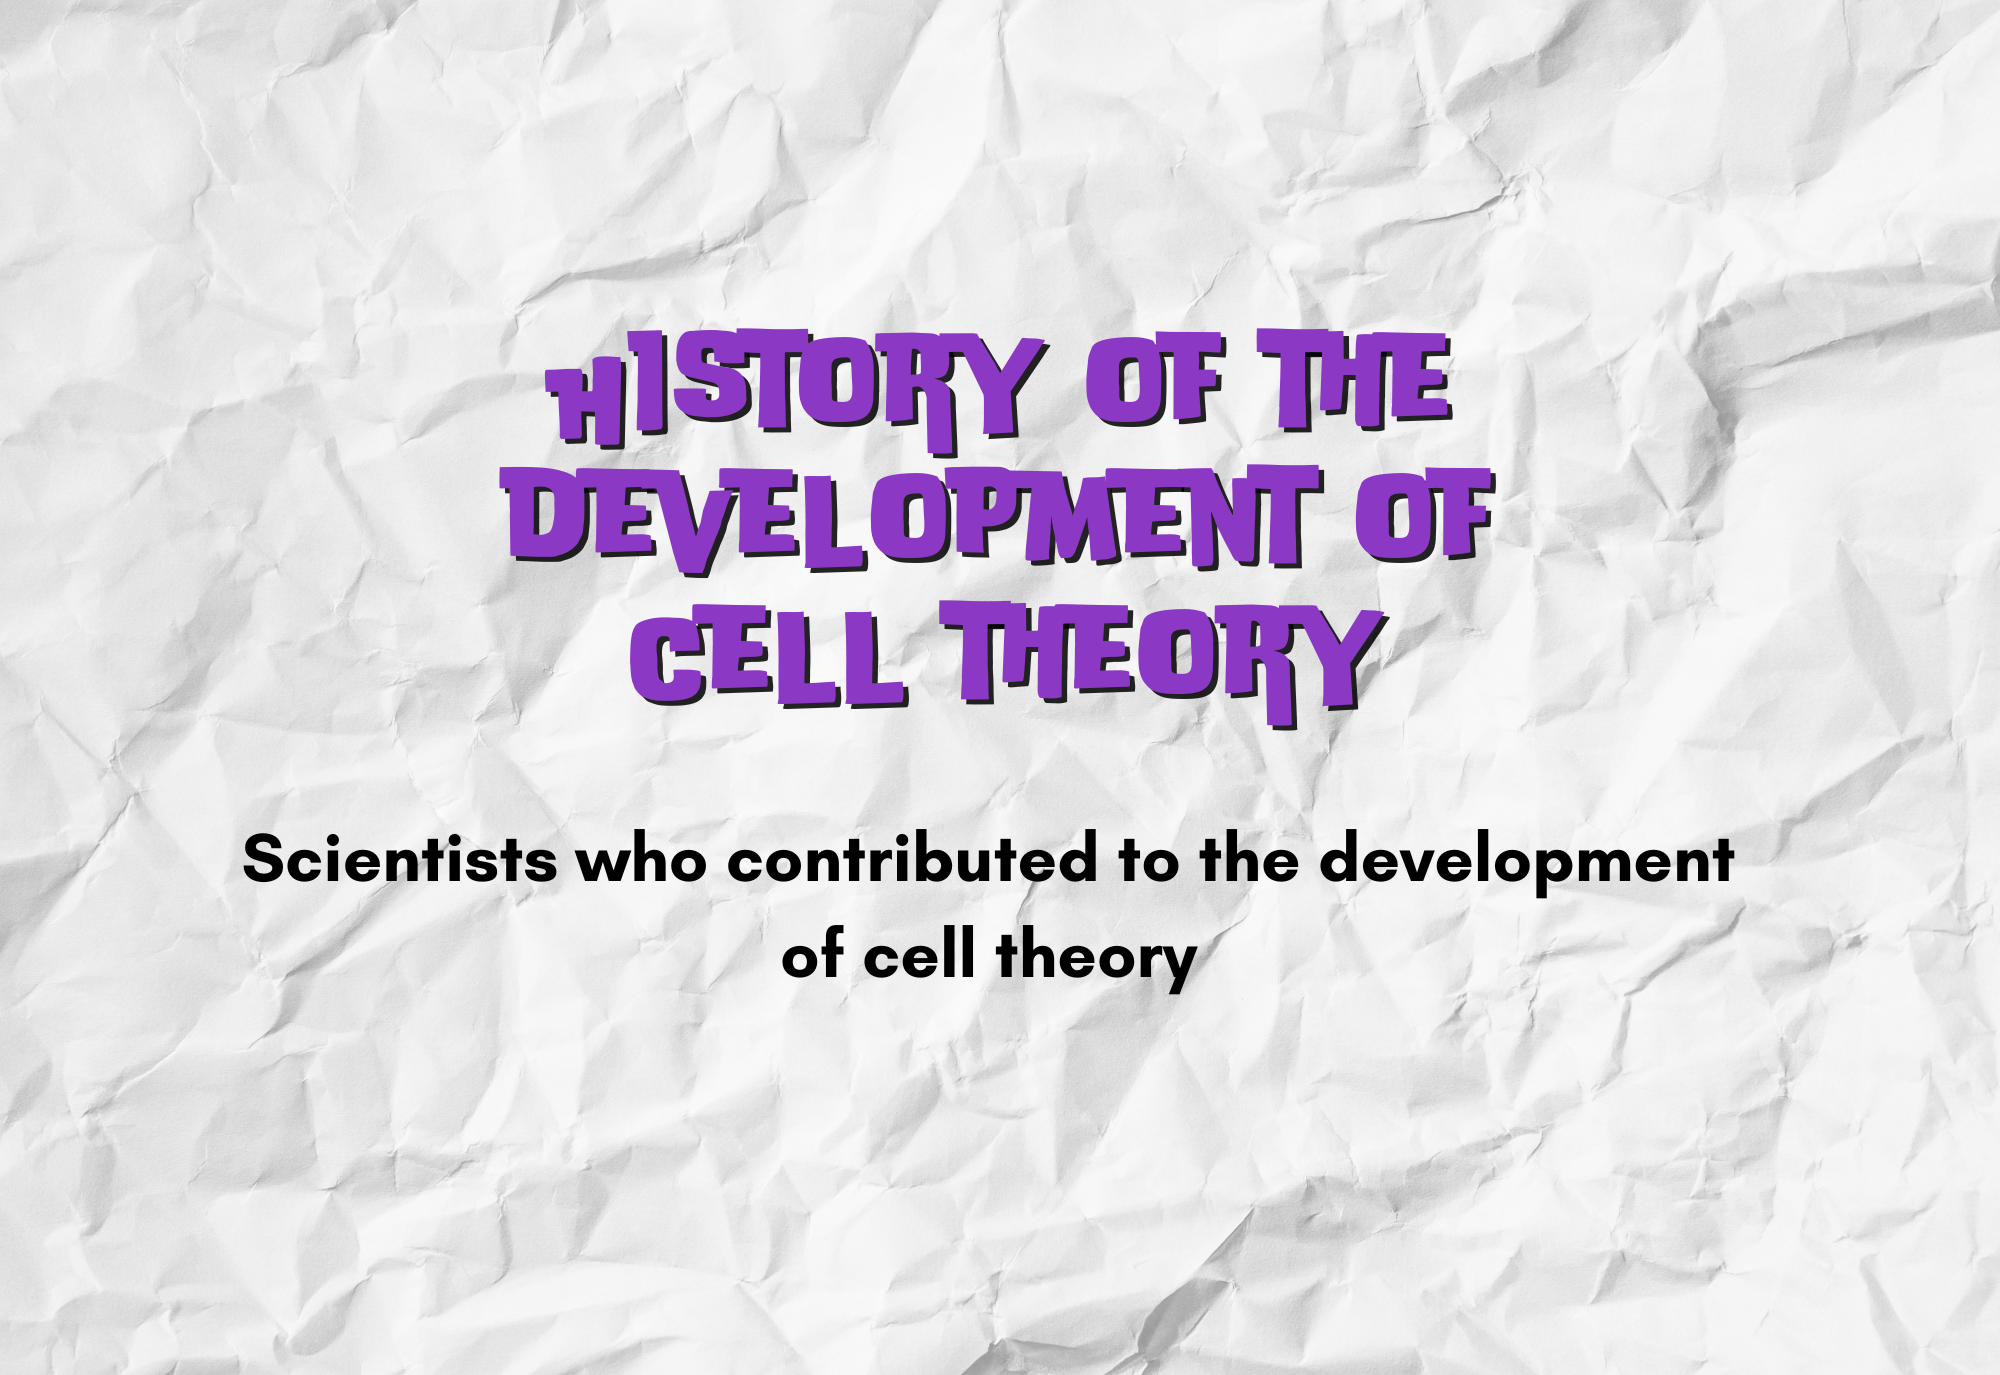 HISTORY OF THE
DEVELOPMENT OF
CELL THEORY
Scientists who contributed to the development
of cell theory